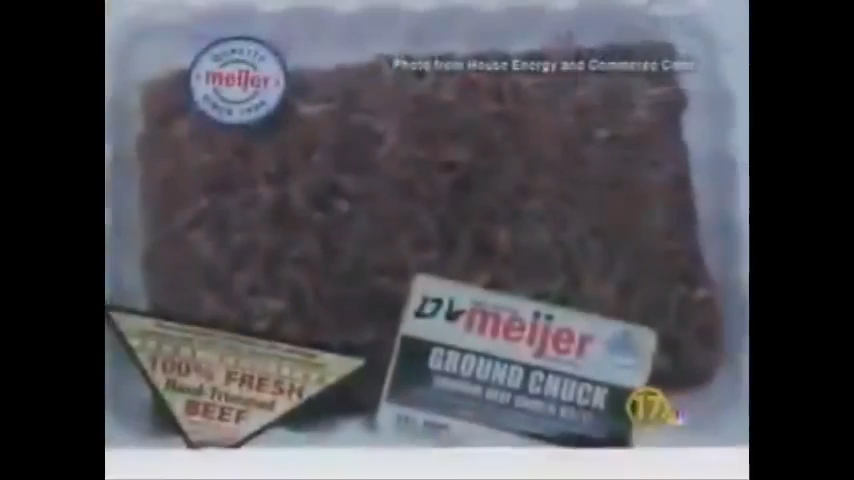 QUALITY
meijer
SINCE 1934
Photo from House Energy and Commerce Cmte
DV
meijer
GROUND CHUCK
100% FRESH
Hand-Trimmed
BEEF
17